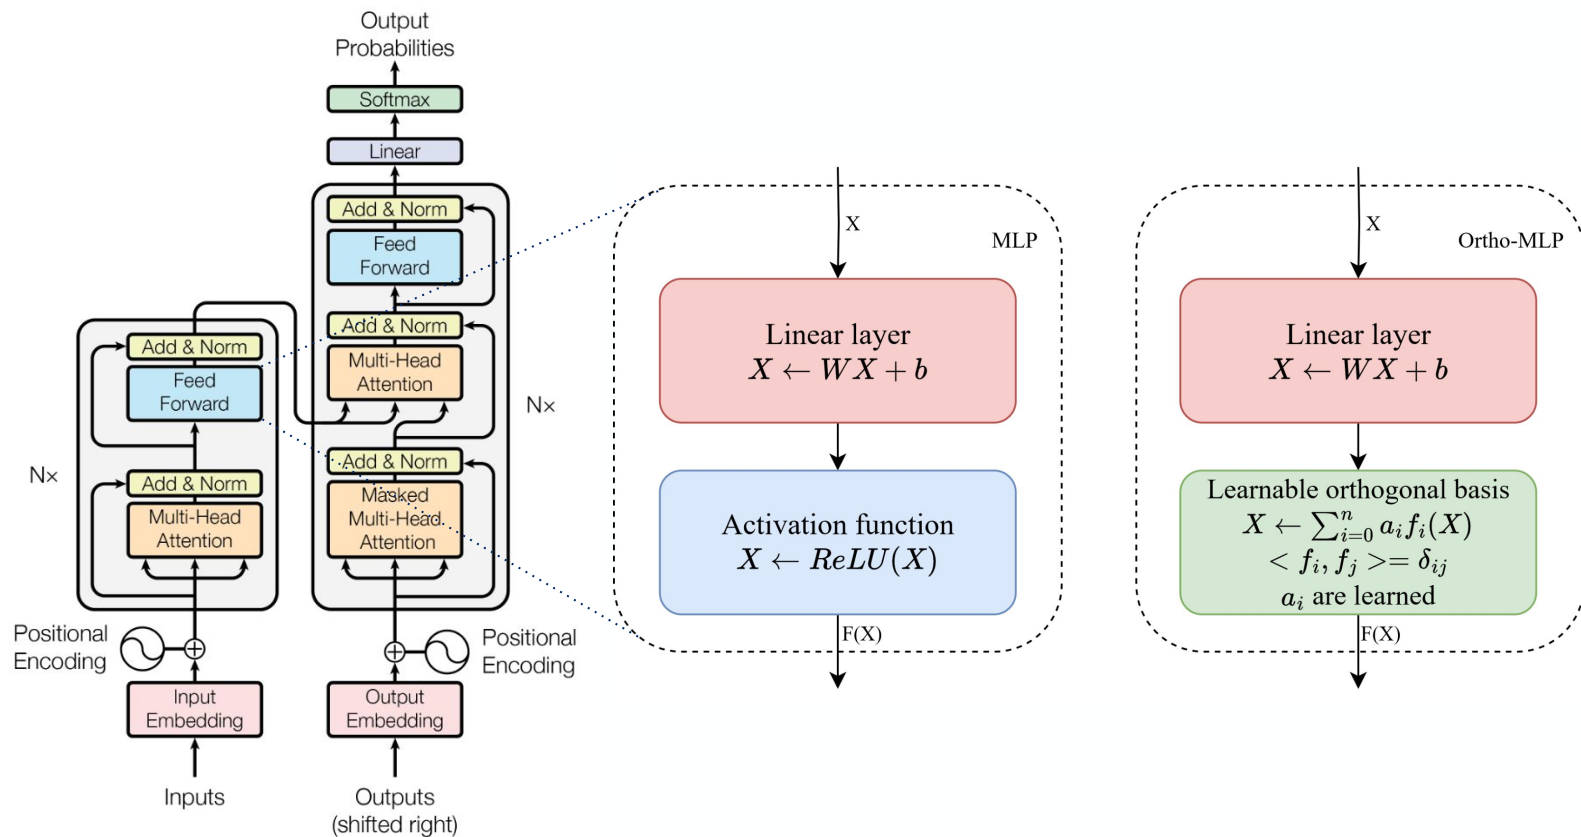 Output
Probabilities
Softmax
Linear
Add & Norm
Feed
Forward
Add & Norm
Multi-Head
Attention
N×
Add & Norm
Masked
Multi-Head
Attention
Add & Norm
Feed
Forward
N×
Add & Norm
Multi-Head
Attention
Positional
Encoding
Positional
Encoding
Input
Embedding
Output
Embedding
Inputs
Outputs
(shifted right)
X
MLP
Linear layer
X ← WX + b
Activation function
X ← ReLU(X)
F(X)
X
Ortho-MLP
Linear layer
X ← WX + b
Learnable orthogonal basis
X ← ∑ⁿᵢ₌₀ aᵢfᵢ(X)
< fᵢ, fⱼ >= δᵢⱼ
aᵢ are learned
F(X)